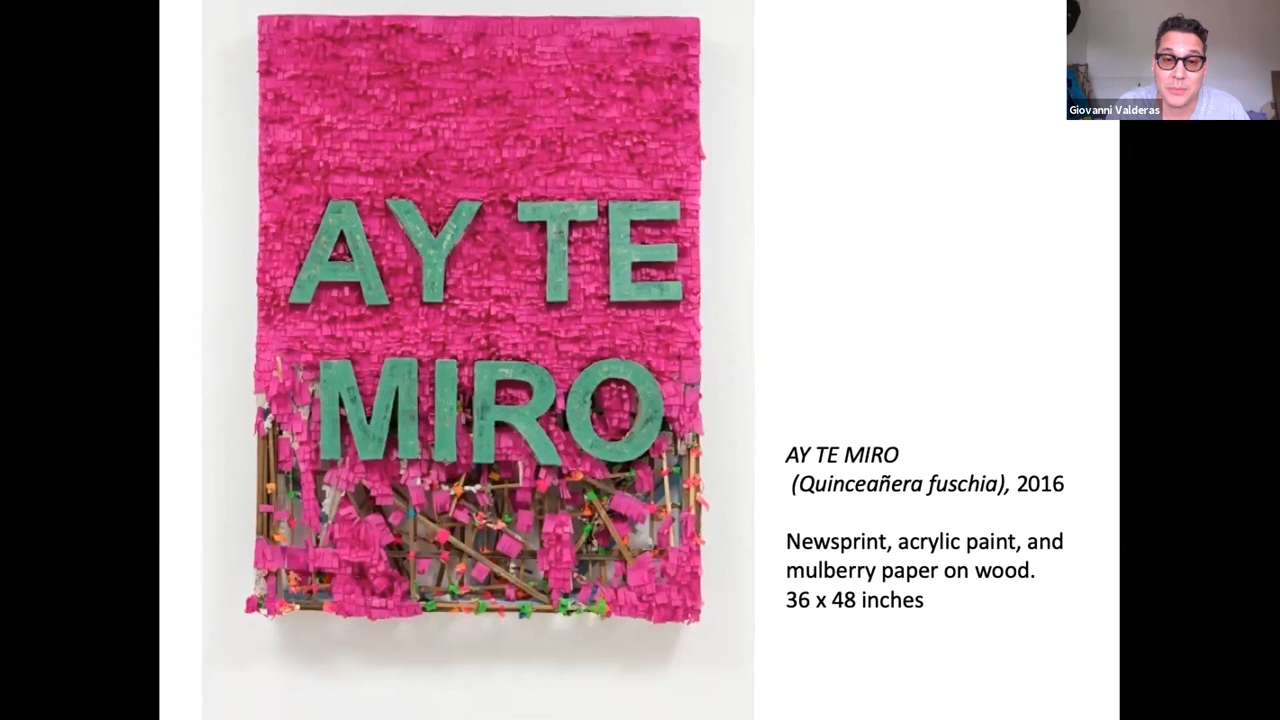 Giovanni Valderas
AY TE
MIRO
AY TE MIRO
(Quinceañera fuschia), 2016
Newsprint, acrylic paint, and
mulberry paper on wood.
36 x 48 inches